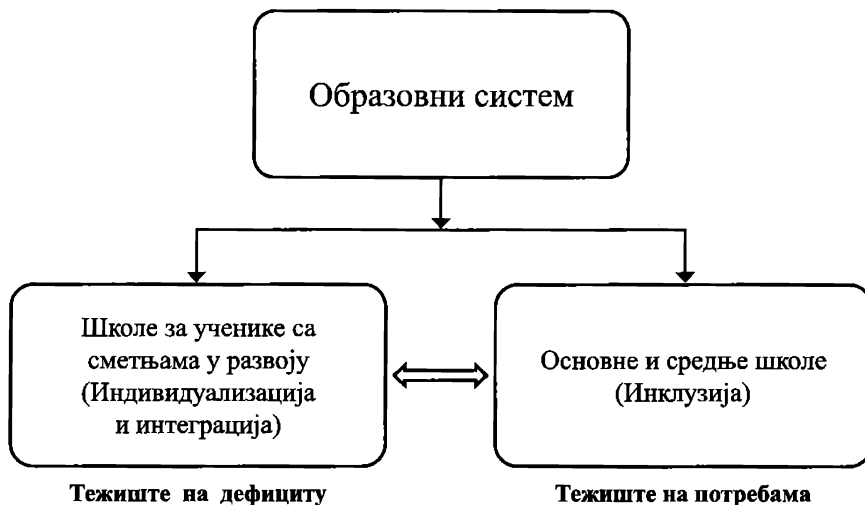 Образовни систем
Школе за ученике са
сметњама у развоју
(Индивидуализација
и интеграција)
Основне и средње школе
(Инклузија)
Тежиште на дефициту
Тежиште на потребама